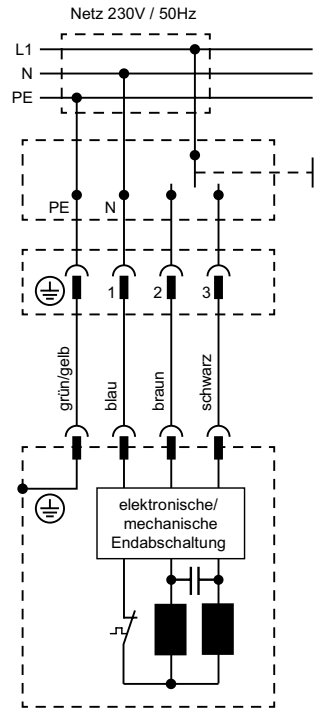 Netz 230V / 50Hz
L1
N
PE
PE N
1 2 3
grün/gelb
blau
braun
schwarz
elektronische/
mechanische
Endabschaltung